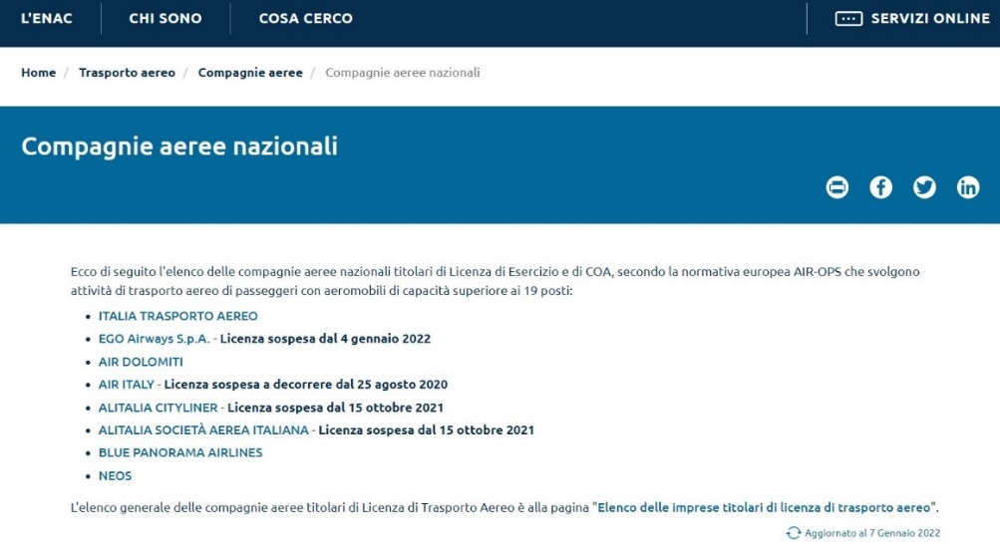 L'ENAC
CHI SONO
COSA CERCO
SERVIZI ONLINE
Home / Trasporto aereo / Compagnie aeree / Compagnie aeree nazionali
Compagnie aeree nazionali
Ecco di seguito l'elenco delle compagnie aeree nazionali titolari di Licenza di Esercizio e di COA, secondo la normativa europea AIR-OPS che svolgono
attività di trasporto aereo di passeggeri con aeromobili di capacità superiore ai 19 posti:
• ITALIA TRASPORTO AEREO
• EGO Airways S.p.A. - Licenza sospesa dal 4 gennaio 2022
• AIR DOLOMITI
• AIR ITALY - Licenza sospesa a decorrere dal 25 agosto 2020
• ALITALIA CITYLINER - Licenza sospesa dal 15 ottobre 2021
• ALITALIA SOCIETÀ AEREA ITALIANA - Licenza sospesa dal 15 ottobre 2021
• BLUE PANORAMA AIRLINES
• NEOS
L'elenco generale delle compagnie aeree titolari di Licenza di Trasporto Aereo è alla pagina "Elenco delle imprese titolari di licenza di trasporto aereo".
Aggiornato al 7 Gennaio 2022